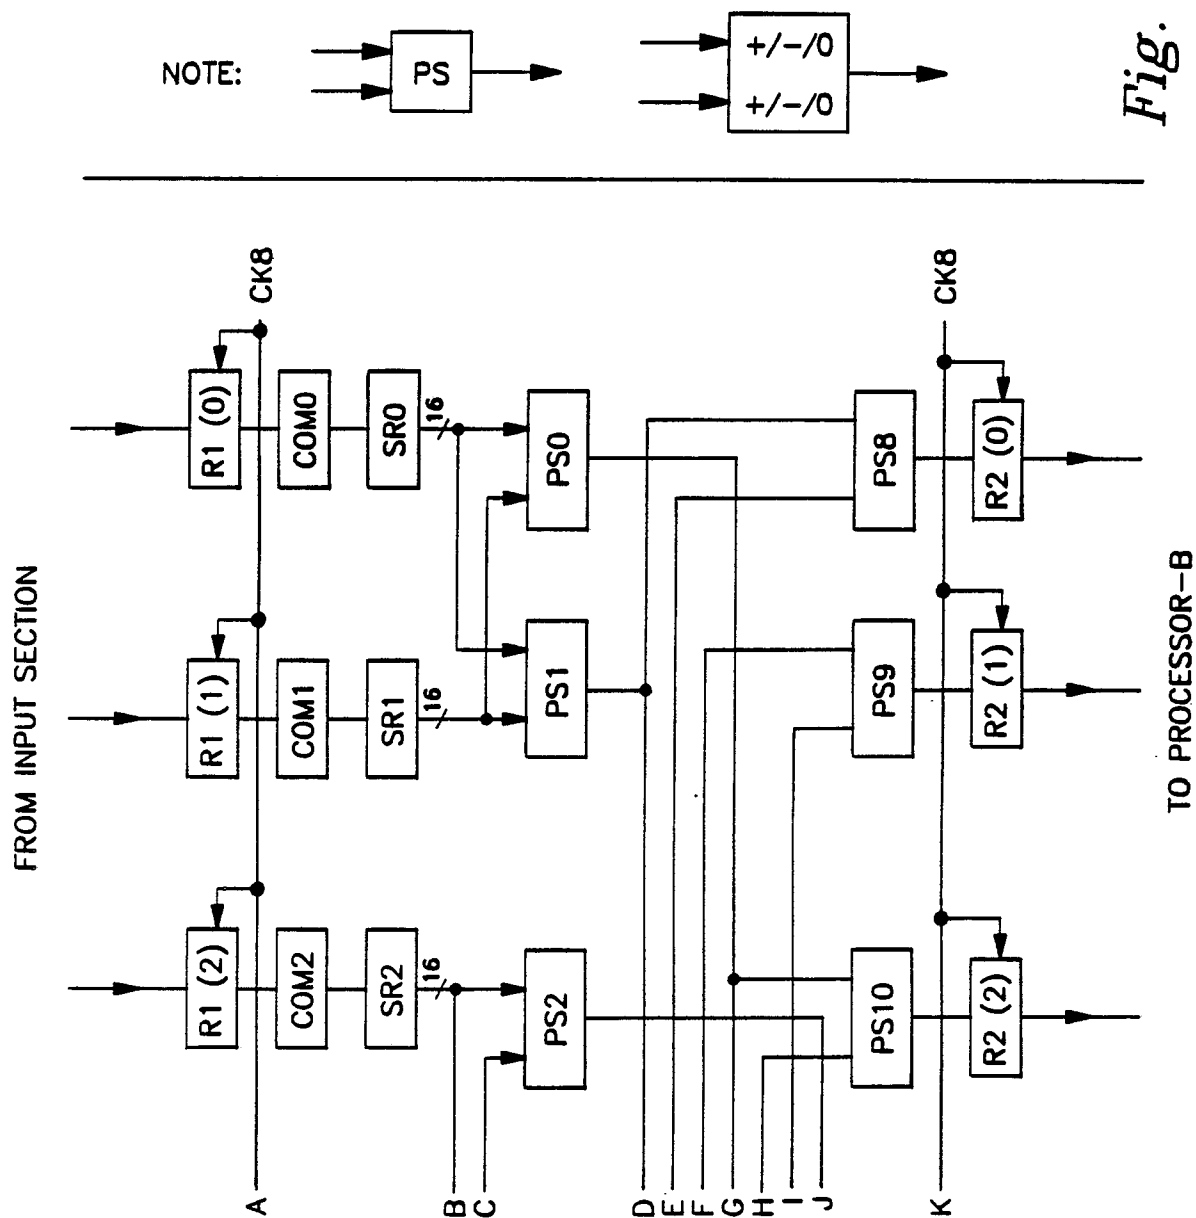 FROM INPUT SECTION
NOTE:
PS
+/-/0
+/-/0
Fig.
R1 (2)
R1 (1)
R1 (0)
CK8
A
COM2
COM1
COM0
SR2
SR1
SR0
16
16
16
B
C
PS2
PS1
PS0
D
E
F
G
H
I
J
PS10
PS9
PS8
K
CK8
R2 (2)
R2 (1)
R2 (0)
TO PROCESSOR-B